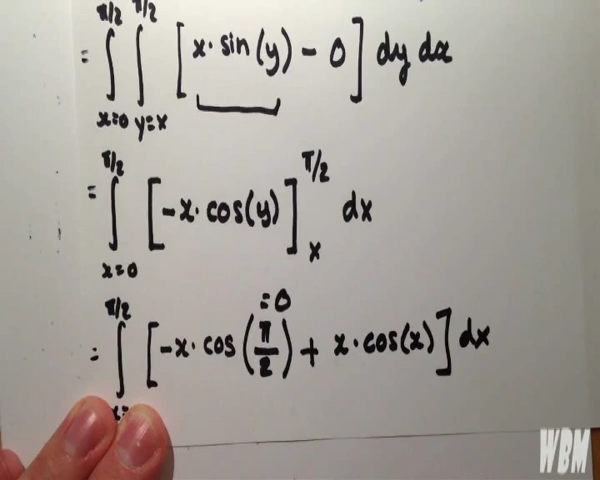 = ∫_{x=0}^{π/2} ∫_{y=x}^{π/2} [x·sin(y) - 0] dy dx
= ∫_{x=0}^{π/2} [-x·cos(y)]_{x}^{π/2} dx
=0
= ∫_{x=}^{π/2} [-x·cos(π/2) + x·cos(x)] dx
WBM